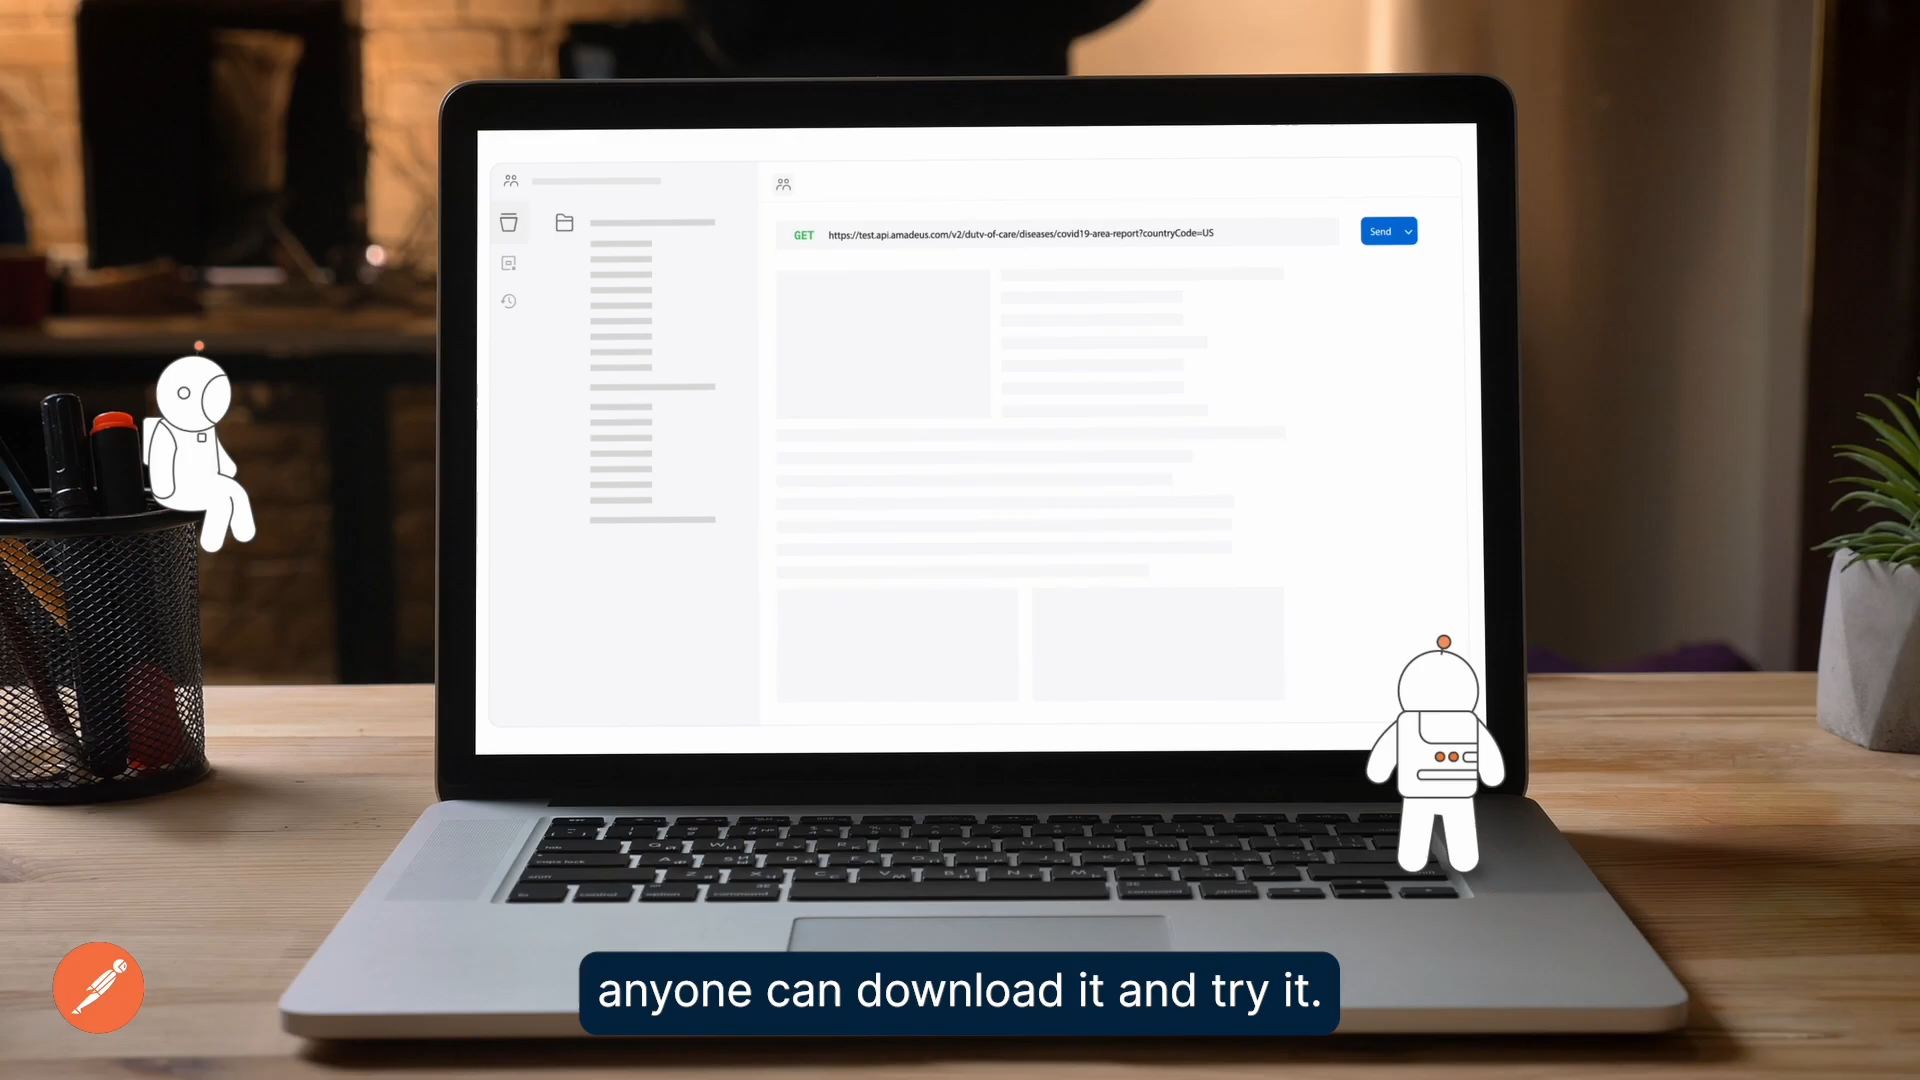 GET https://test.api.amadeus.com/v2/dutv-of-care/diseases/covid19-area-report?countryCode=US Send
anyone can download it and try it.